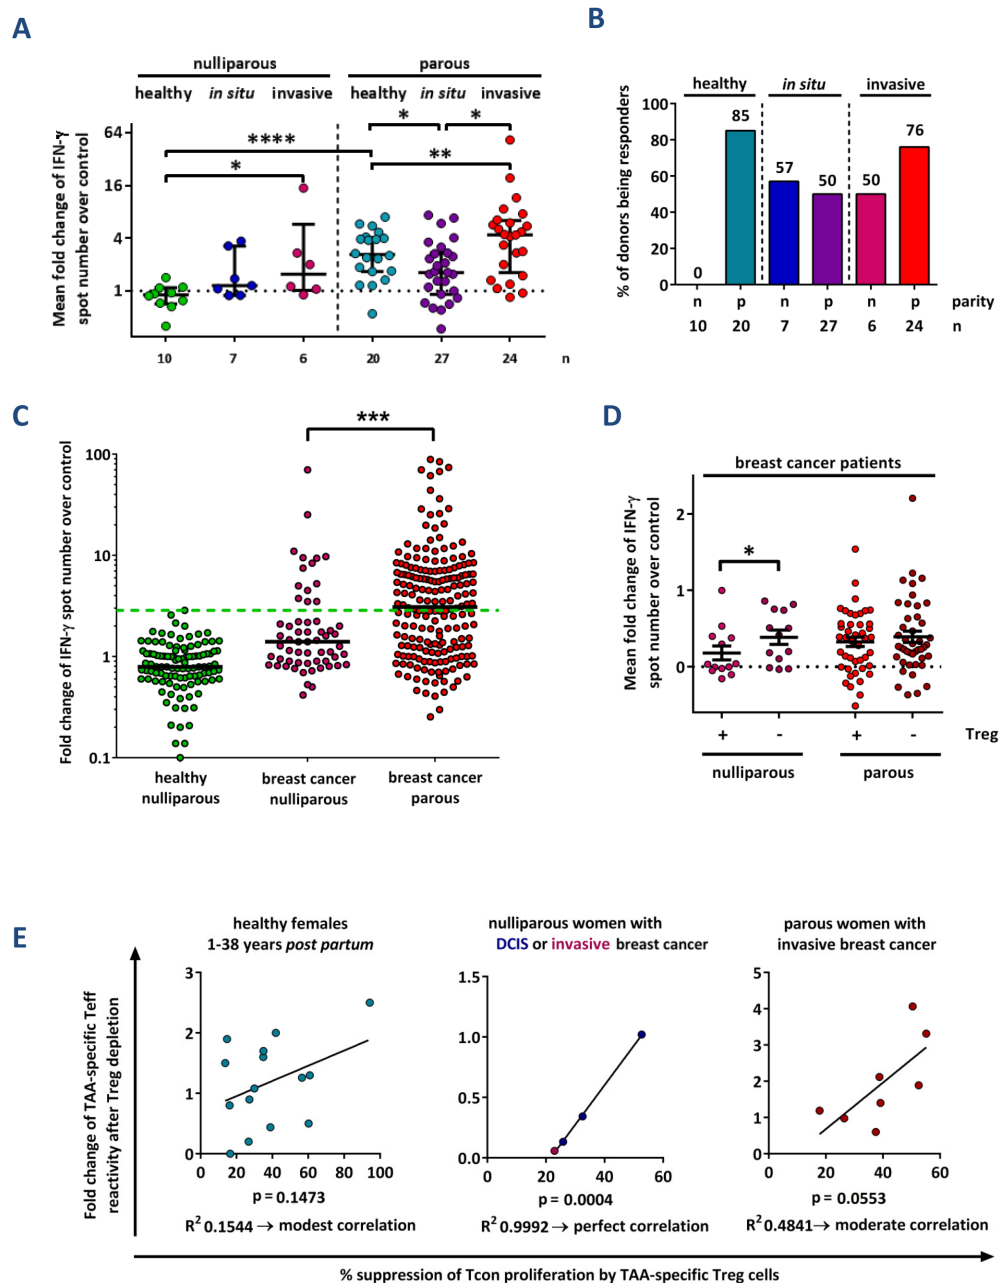 A
nulliparous
parous
healthy in situ invasive
healthy in situ invasive
Mean fold change of IFN-γ
spot number over control
64
16
4
1
****
*
*
*
**
10 7 6 20 27 24 n
B
healthy in situ invasive
% of donors being responders
100
80
60
40
20
0
0 85 57 50 50 76
n p n p n p parity
10 20 7 27 6 24 n
C
***
Fold change of IFN-γ spot number over control
100
10
1
0.1
healthy
nulliparous
breast cancer
nulliparous
breast cancer
parous
D
breast cancer patients
Mean fold change of IFN-γ
spot number over control
2
1
0
*
+ - + - Treg
nulliparous parous
E
Fold change of TAA-specific Teff
reactivity after Treg depletion
healthy females
1-38 years post partum
3
2
1
0
0 20 40 60 80 100
p = 0.1473
R² 0.1544 → modest correlation
nulliparous women with
DCIS or invasive breast cancer
1.5
1.0
0.5
0.0
0 20 40 60
p = 0.0004
R² 0.9992 → perfect correlation
parous women with
invasive breast cancer
5
4
3
2
1
0
0 20 40 60
p = 0.0553
R² 0.4841→ moderate correlation
% suppression of Tcon proliferation by TAA-specific Treg cells